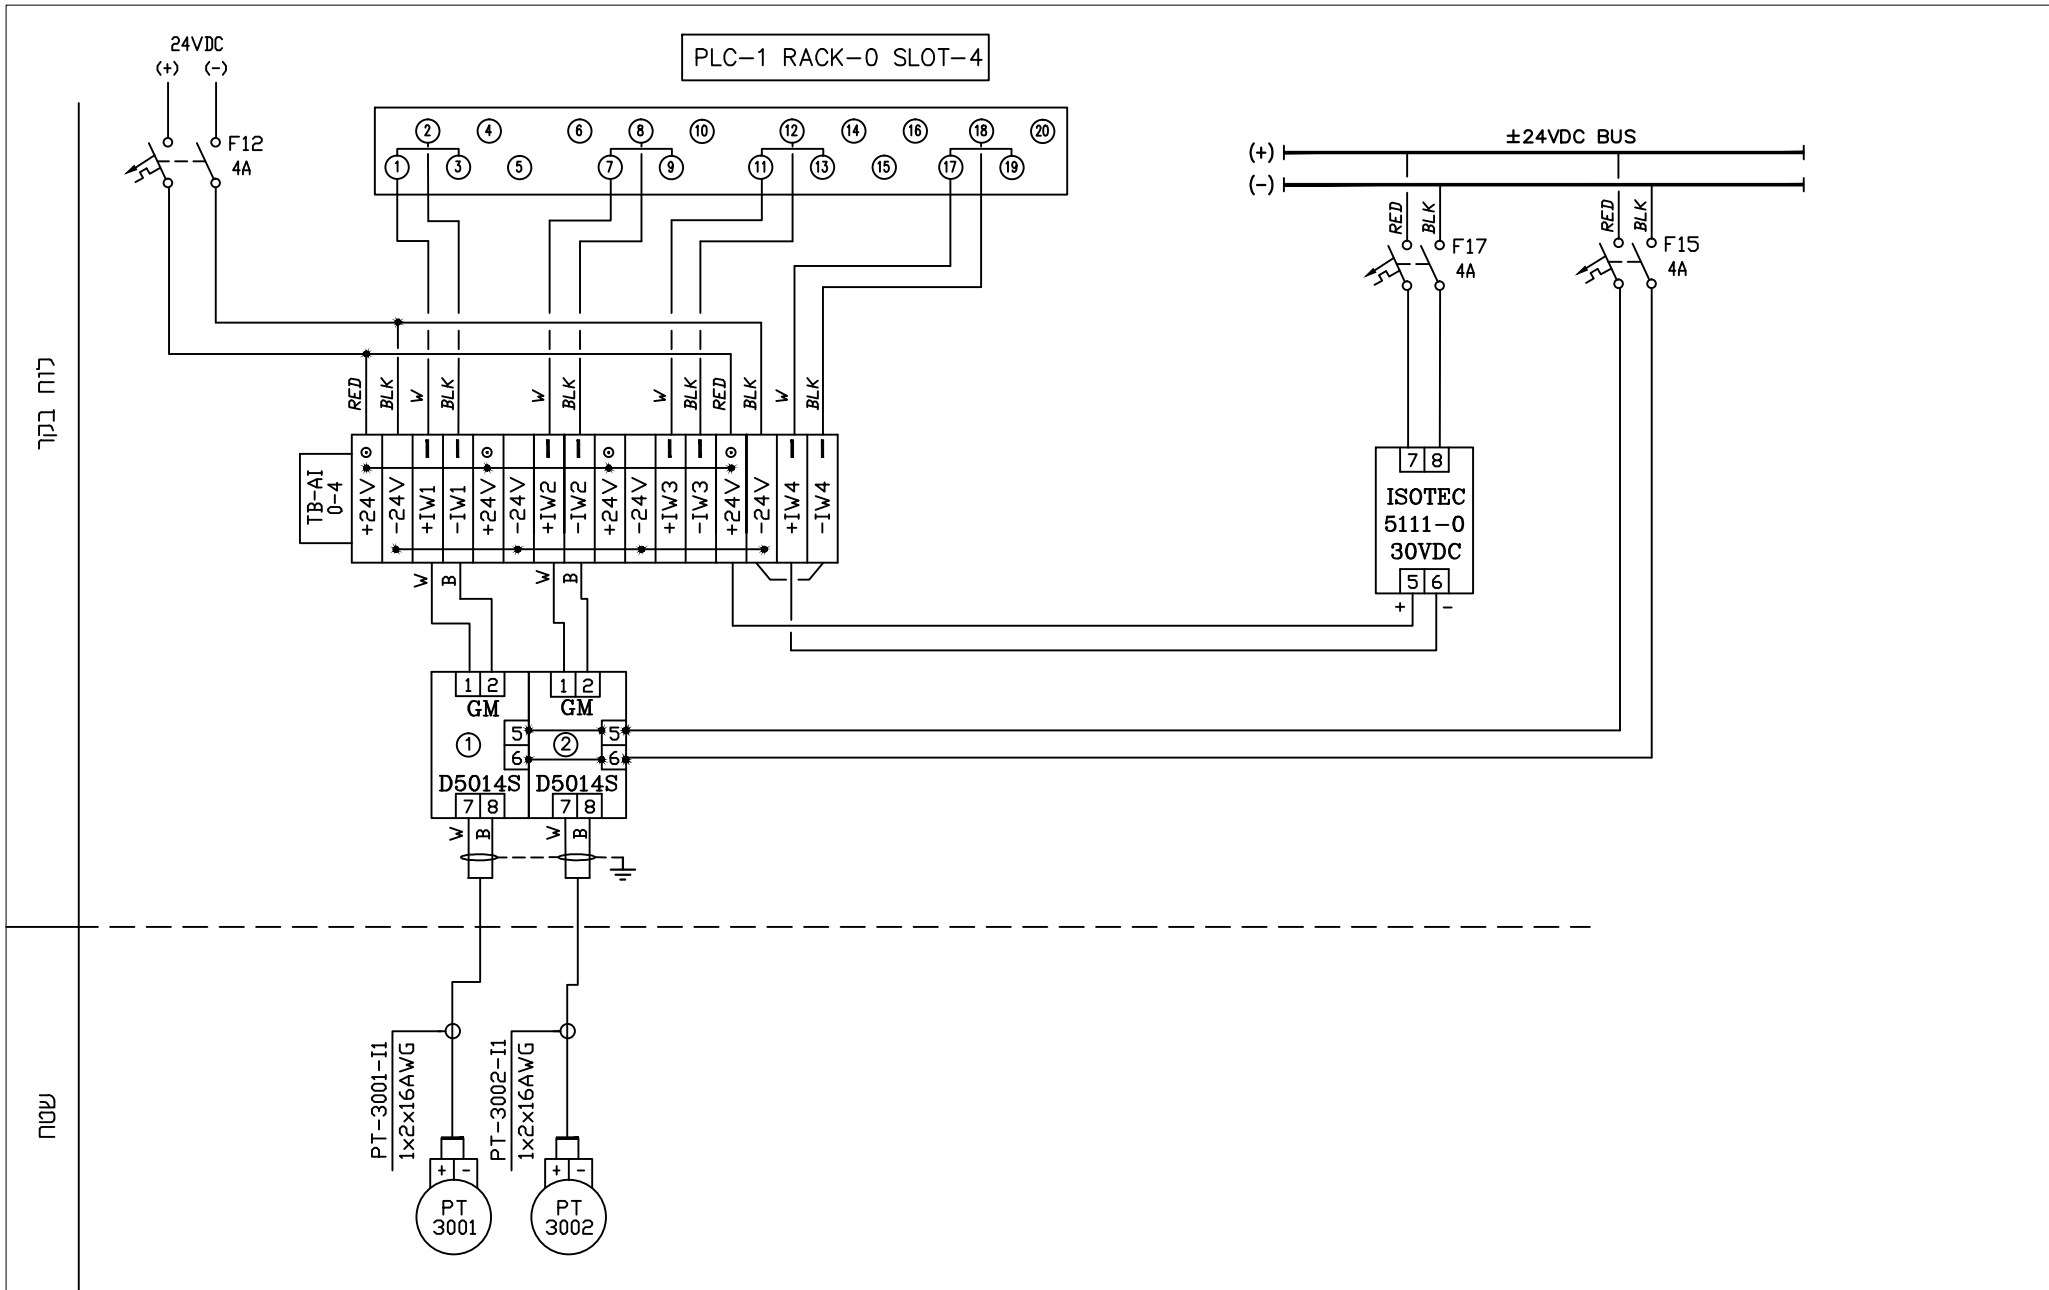 24VDC
(+) (-)
F12
4A
PLC-1 RACK-0 SLOT-4
2 4 6 8 10 12 14 16 18 20
1 3 5 7 9 11 13 15 17 19
±24VDC BUS
(+)
(-)
RED BLK
F17
4A
RED BLK
F15
4A
לוח בקר
RED BLK W BLK W BLK W BLK RED BLK W BLK
TB-AI
0-4
+24V -24V +IW1 -IW1 +24V -24V +IW2 -IW2 +24V -24V +IW3 -IW3 +24V -24V +IW4 -IW4
7 8
ISOTEC
5111-0
30VDC
5 6
+ -
W B W B
1 2
GM
5
1
6
D5014S
7 8
1 2
GM
5
2
6
D5014S
7 8
W B W B
שטח
PT-3001-I1
1x2x16AWG
PT-3002-I1
1x2x16AWG
+ -
PT
3001
+ -
PT
3002